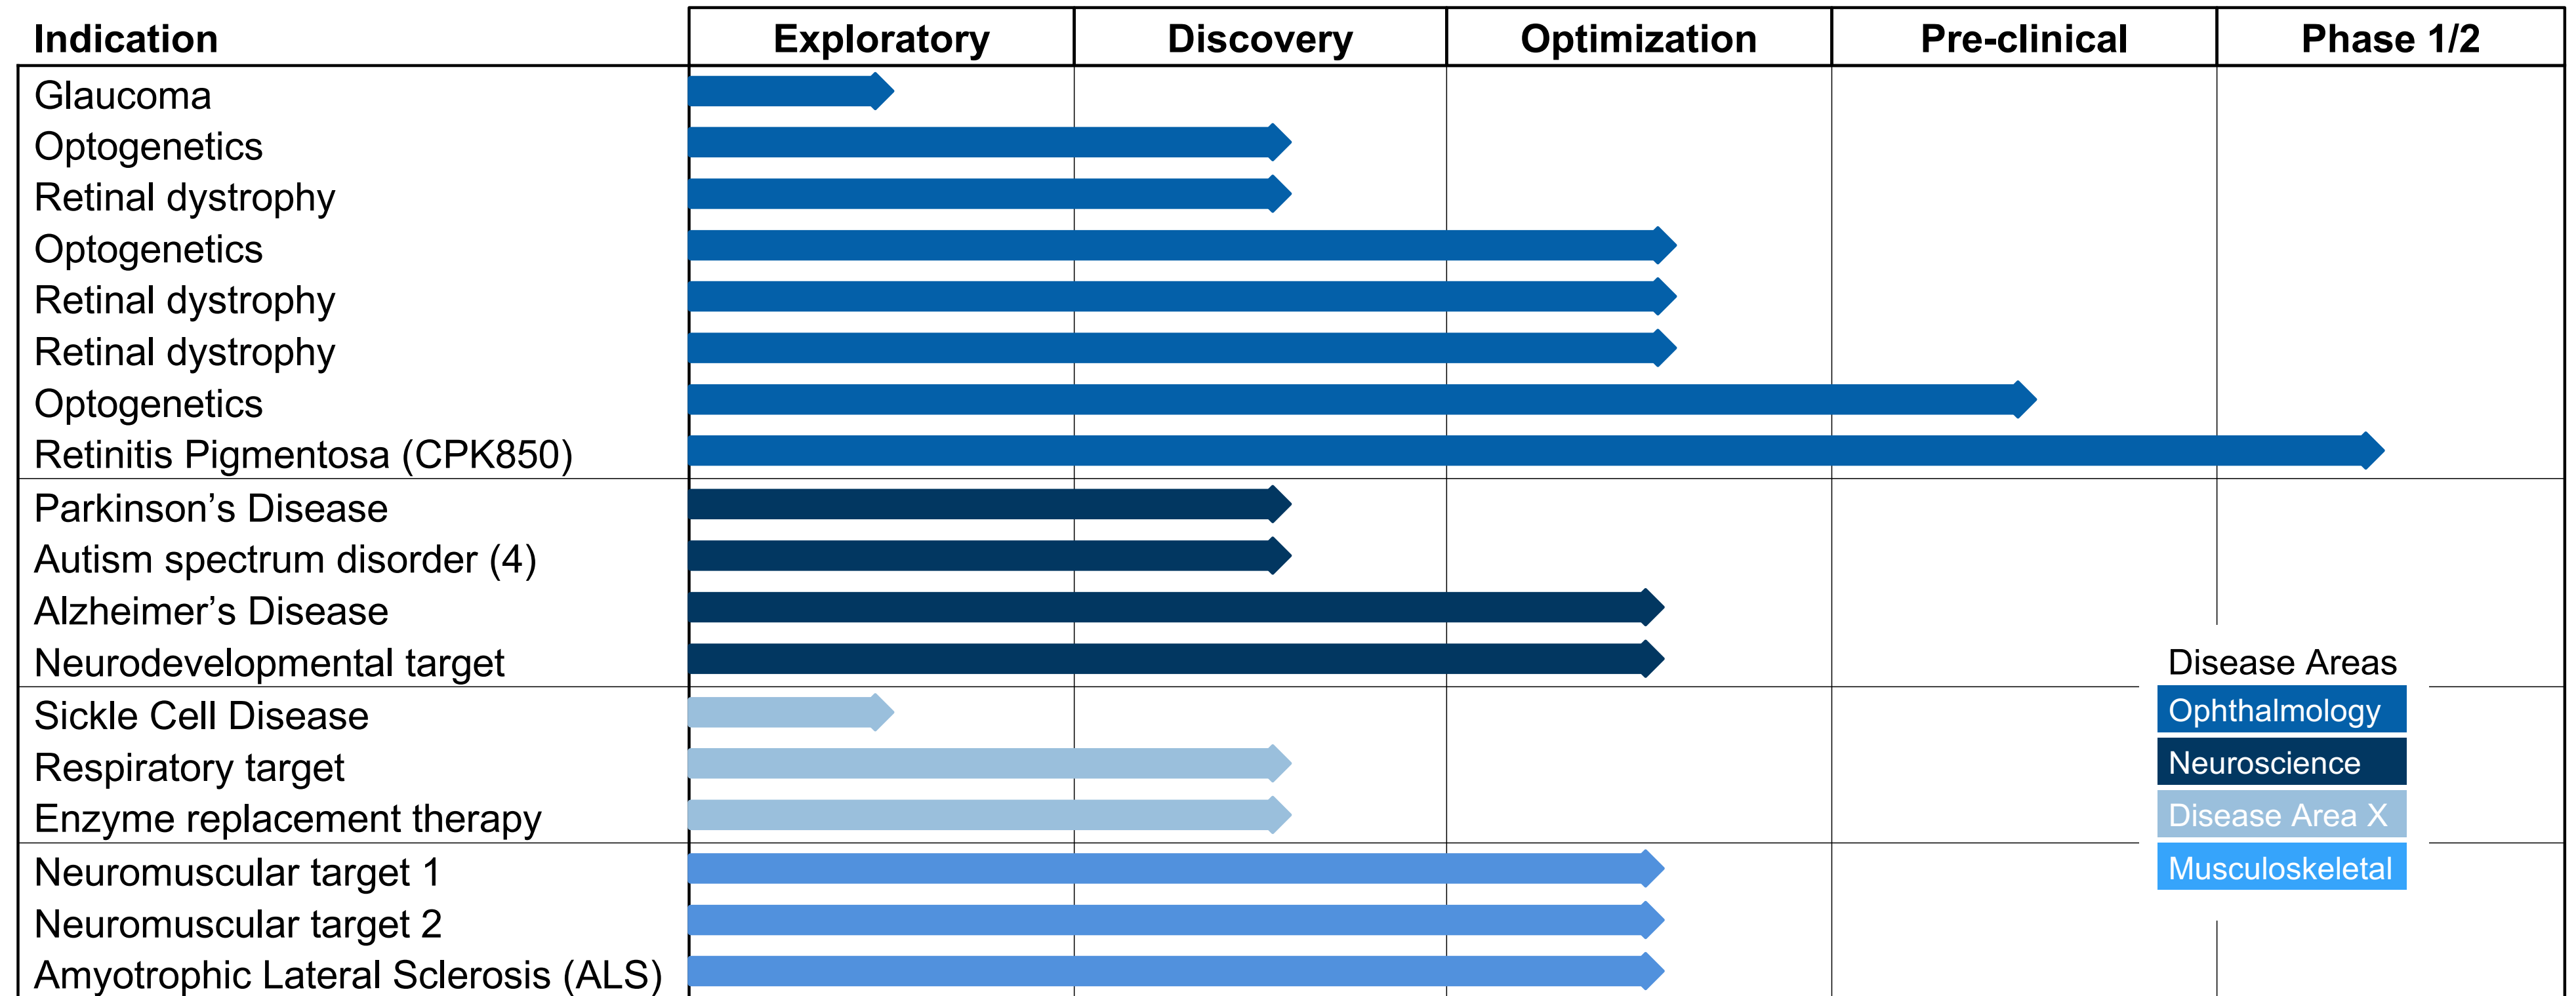 Indication Exploratory Discovery Optimization Pre-clinical Phase 1/2
Glaucoma
Optogenetics
Retinal dystrophy
Optogenetics
Retinal dystrophy
Retinal dystrophy
Optogenetics
Retinitis Pigmentosa (CPK850)
Parkinson’s Disease
Autism spectrum disorder (4)
Alzheimer’s Disease
Neurodevelopmental target
Sickle Cell Disease
Respiratory target
Enzyme replacement therapy
Neuromuscular target 1
Neuromuscular target 2
Amyotrophic Lateral Sclerosis (ALS)
Disease Areas
Ophthalmology
Neuroscience
Disease Area X
Musculoskeletal